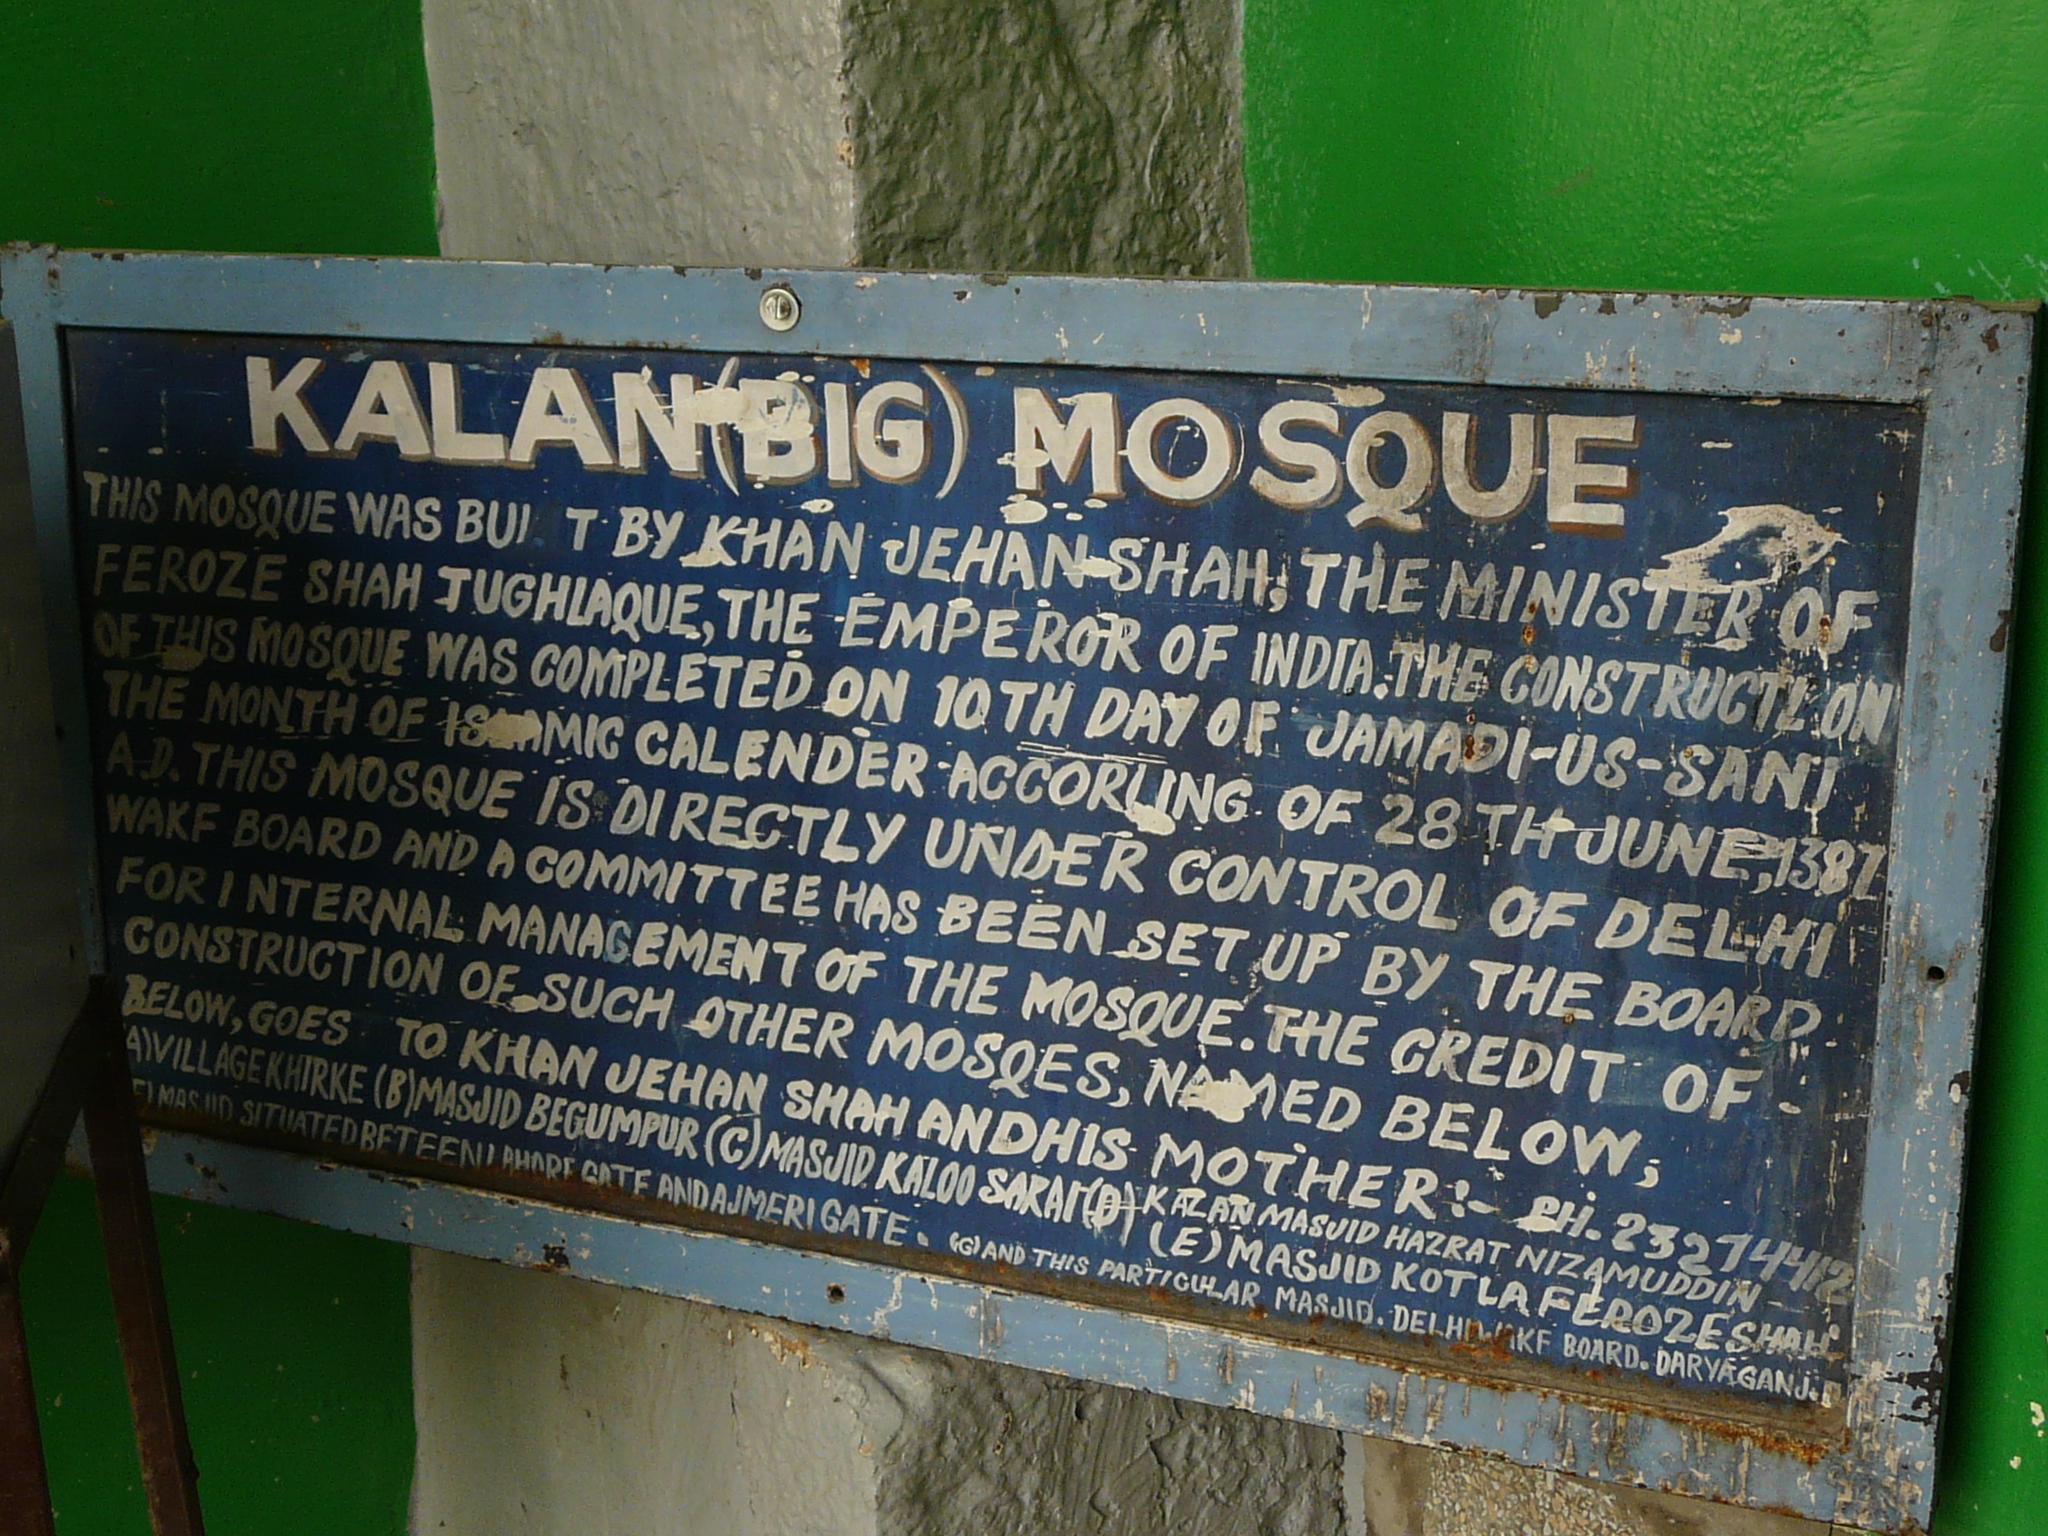 KALAN(BIG) MOSQUE
THIS MOSQUE WAS BUI T BY KHAN JEHAN SHAH, THE MINISTER OF
FEROZE SHAH TUGHLAQUE, THE EMPEROR OF INDIA. THE CONSTRUCTION
OF THIS MOSQUE WAS COMPLETED ON 10TH DAY OF JAMADI-US-SANI
THE MONTH OF ISLAMIC CALENDER ACCORLING OF 28TH JUNE, 1387
A.D. THIS MOSQUE IS DIRECTLY UNDER CONTROL OF DELHI
WAKF BOARD AND A COMMITTEE HAS BEEN SET UP BY THE BOARD
FOR INTERNAL MANAGEMENT OF THE MOSQUE. THE CREDIT OF
CONSTRUCTION OF SUCH OTHER MOSQES, NAMED BELOW,
BELOW, GOES TO KHAN JEHAN SHAH ANDHIS MOTHER:- PH. 23274412
(A)VILLAGE KHIRKE (B)MASJID BEGUMPUR (C)MASJID KALOO SARAI (D) KALAN MASJID HAZRAT NIZAMUDDIN-
(E)MASJID KOTLA FEROZE SHAH
MASJID SITUATED BETEEN LAHORE GATE AND AJMERI GATE. (G)AND THIS PARTICULAR MASJID. DELHI WAKF BOARD. DARYAGANJ.